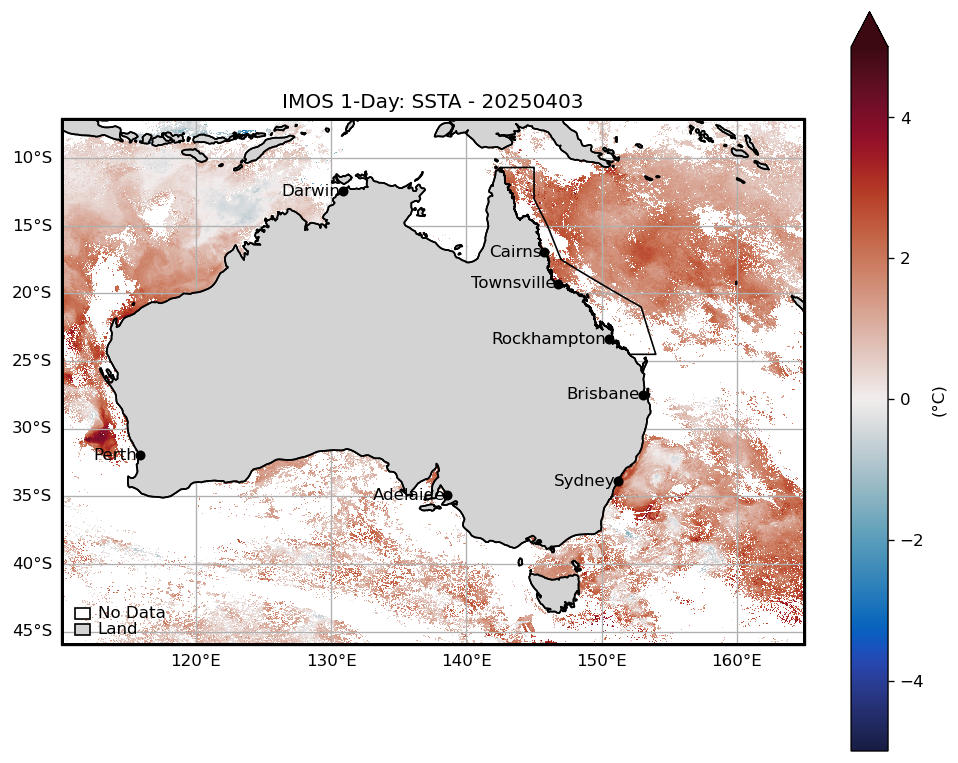 IMOS 1-Day: SSTA - 20250403
10°S
15°S
20°S
25°S
30°S
35°S
40°S
45°S
Darwin
Cairns
Townsville
Rockhampton
Brisbane
Perth
Sydney
Adelaide
No Data
Land
120°E
130°E
140°E
150°E
160°E
4
2
0
−2
−4
(°C)